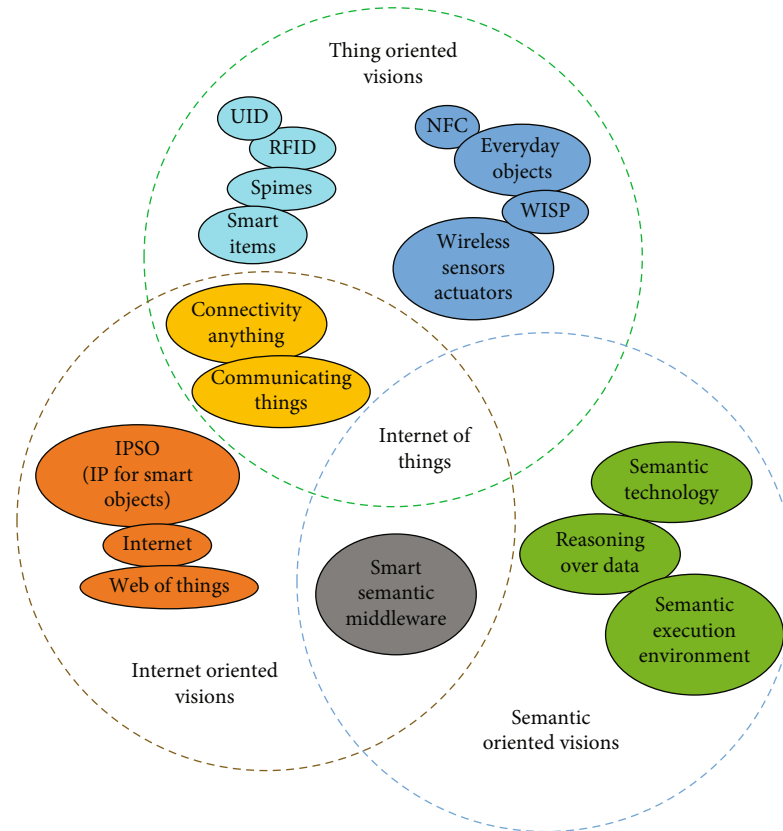 Thing oriented
visions
UID
RFID
Spimes
Smart
items
NFC
Everyday
objects
WISP
Wireless
sensors
actuators
Connectivity
anything
Communicating
things
Internet of
things
IPSO
(IP for smart
objects)
Internet
Web of things
Semantic
technology
Reasoning
over data
Semantic
execution
environment
Smart
semantic
middleware
Internet oriented
visions
Semantic
oriented visions